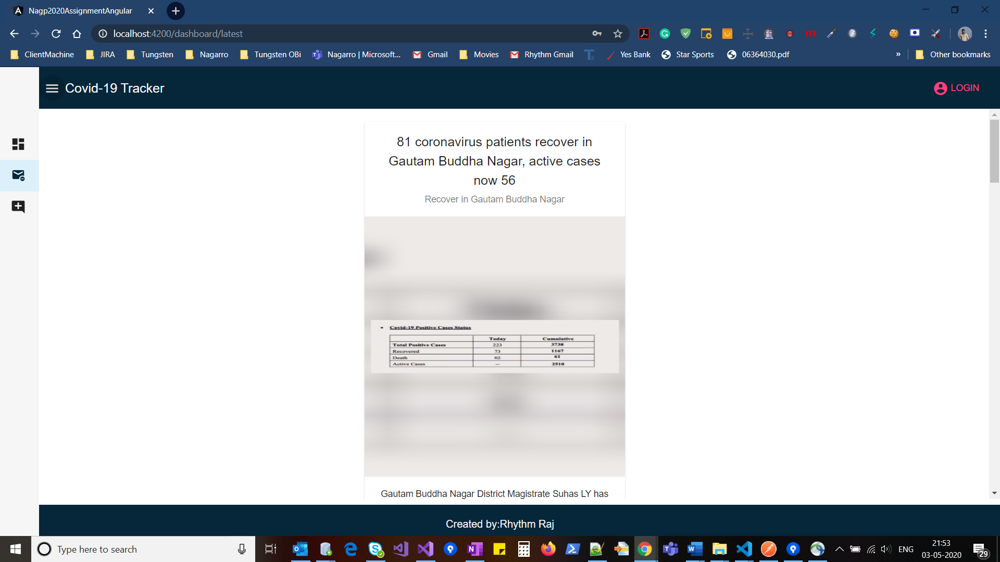 Nagp2020AssignmentAngular
localhost:4200/dashboard/latest
ClientMachine JIRA Tungsten Nagarro Tungsten OBi Nagarro | Microsoft... Gmail Movies Rhythm Gmail Yes Bank Star Sports 06364030.pdf » Other bookmarks
Covid-19 Tracker
LOGIN
81 coronavirus patients recover in
Gautam Buddha Nagar, active cases
now 56
Recover in Gautam Buddha Nagar
• Covid-19 Positive Cases Status
Today Cumulative
Total Positive Cases 223 3738
Recovered 73 1167
Death 02 61
Active Cases -- 2510
Gautam Buddha Nagar District Magistrate Suhas LY has
Created by:Rhythm Raj
Type here to search
ENG
21:53
03-05-2020
29